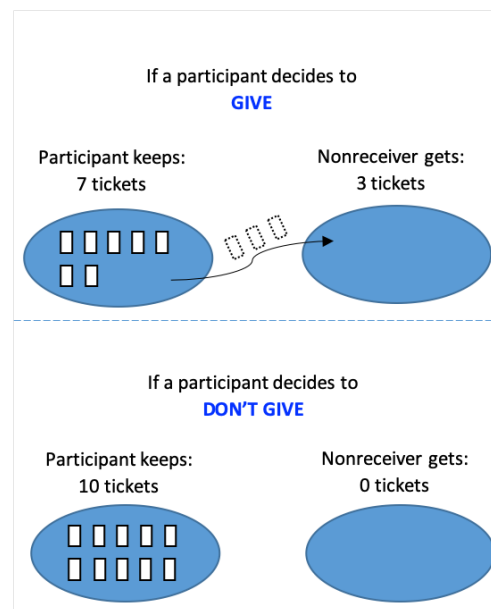 If a participant decides to
GIVE
Participant keeps:
7 tickets
Nonreceiver gets:
3 tickets
If a participant decides to
DON'T GIVE
Participant keeps:
10 tickets
Nonreceiver gets:
0 tickets